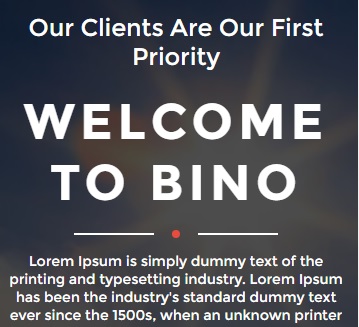 Our Clients Are Our First
Priority
WELCOME
TO BINO
Lorem Ipsum is simply dummy text of the
printing and typesetting industry. Lorem Ipsum
has been the industry's standard dummy text
ever since the 1500s, when an unknown printer